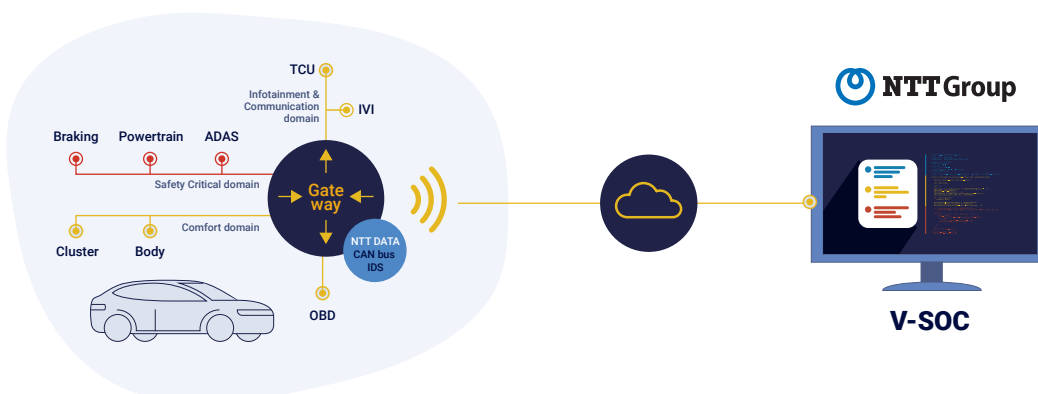 TCU
Infotainment &
Communication
domain
IVI
Braking
Powertrain
ADAS
Safety Critical domain
Gate
way
Comfort domain
Cluster
Body
NTT DATA
CAN bus
IDS
OBD
NTT Group
V-SOC